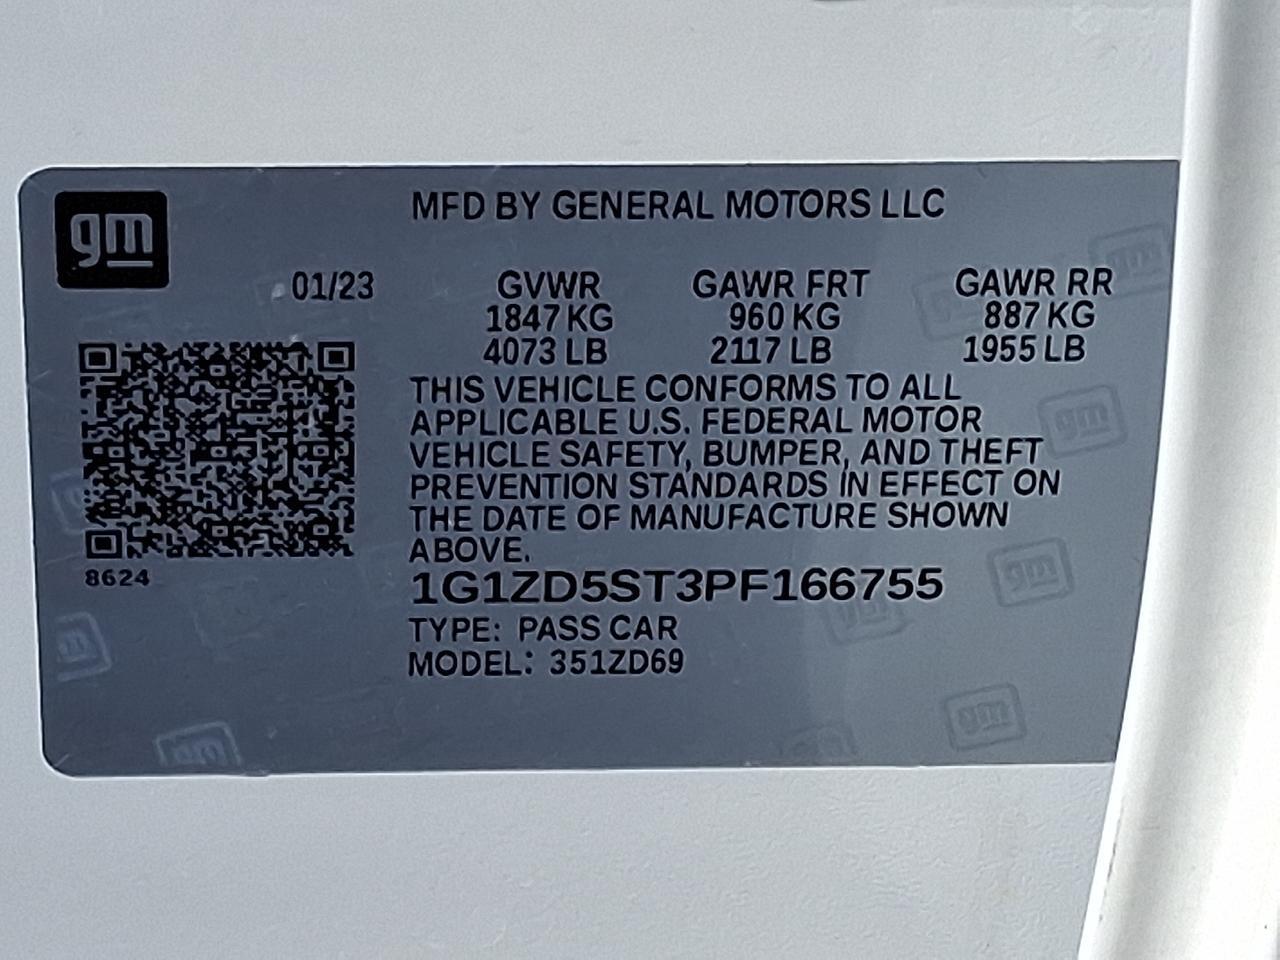 gm
MFD BY GENERAL MOTORS LLC
01/23 GVWR GAWR FRT GAWR RR
1847 KG 960 KG 887 KG
4073 LB 2117 LB 1955 LB
THIS VEHICLE CONFORMS TO ALL
APPLICABLE U.S. FEDERAL MOTOR
VEHICLE SAFETY, BUMPER, AND THEFT
PREVENTION STANDARDS IN EFFECT ON
THE DATE OF MANUFACTURE SHOWN
ABOVE.
8624
1G1ZD5ST3PF166755
TYPE: PASS CAR
MODEL: 351ZD69